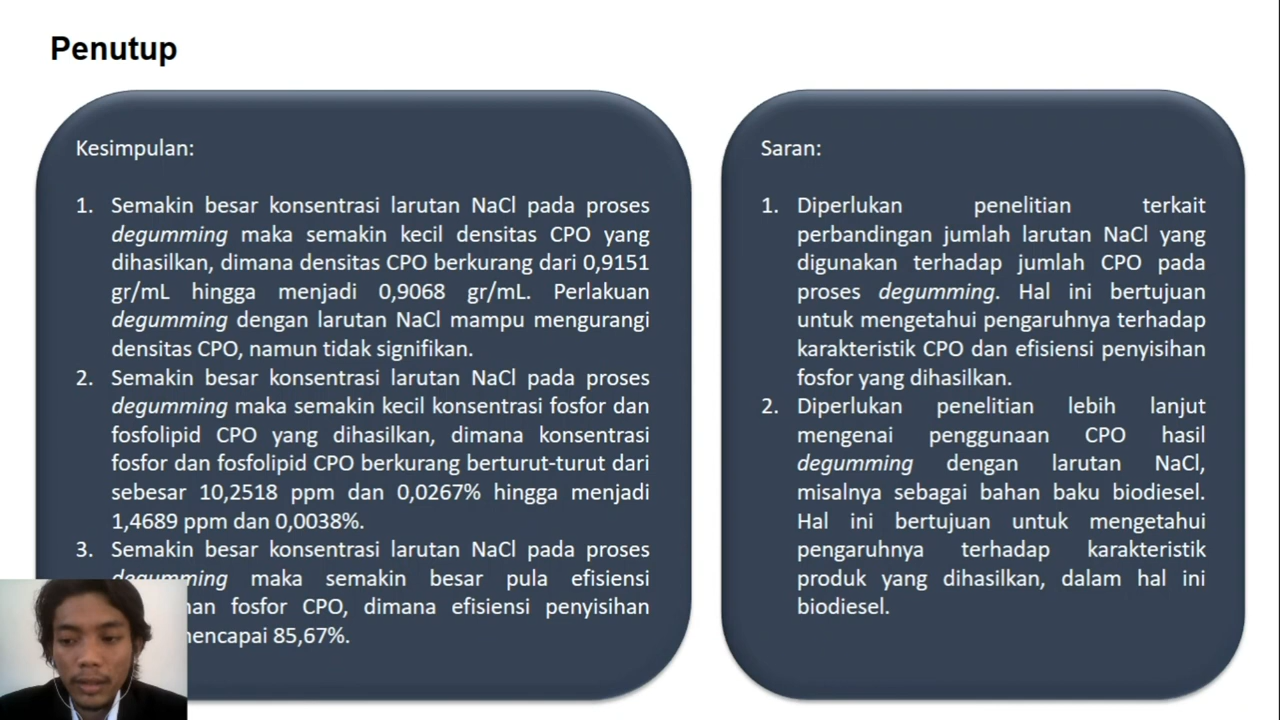 Penutup
Kesimpulan:
1. Semakin besar konsentrasi larutan NaCl pada proses
degumming maka semakin kecil densitas CPO yang
dihasilkan, dimana densitas CPO berkurang dari 0,9151
gr/mL hingga menjadi 0,9068 gr/mL. Perlakuan
degumming dengan larutan NaCl mampu mengurangi
densitas CPO, namun tidak signifikan.
2. Semakin besar konsentrasi larutan NaCl pada proses
degumming maka semakin kecil konsentrasi fosfor dan
fosfolipid CPO yang dihasilkan, dimana konsentrasi
fosfor dan fosfolipid CPO berkurang berturut-turut dari
sebesar 10,2518 ppm dan 0,0267% hingga menjadi
1,4689 ppm dan 0,0038%.
3. Semakin besar konsentrasi larutan NaCl pada proses
degumming maka semakin besar pula efisiensi
fosfor CPO, dimana efisiensi penyisihan
mencapai 85,67%.
Saran:
1. Diperlukan penelitian terkait
perbandingan jumlah larutan NaCl yang
digunakan terhadap jumlah CPO pada
proses degumming. Hal ini bertujuan
untuk mengetahui pengaruhnya terhadap
karakteristik CPO dan efisiensi penyisihan
fosfor yang dihasilkan.
2. Diperlukan penelitian lebih lanjut
mengenai penggunaan CPO hasil
degumming dengan larutan NaCl,
misalnya sebagai bahan baku biodiesel.
Hal ini bertujuan untuk mengetahui
pengaruhnya terhadap karakteristik
produk yang dihasilkan, dalam hal ini
biodiesel.